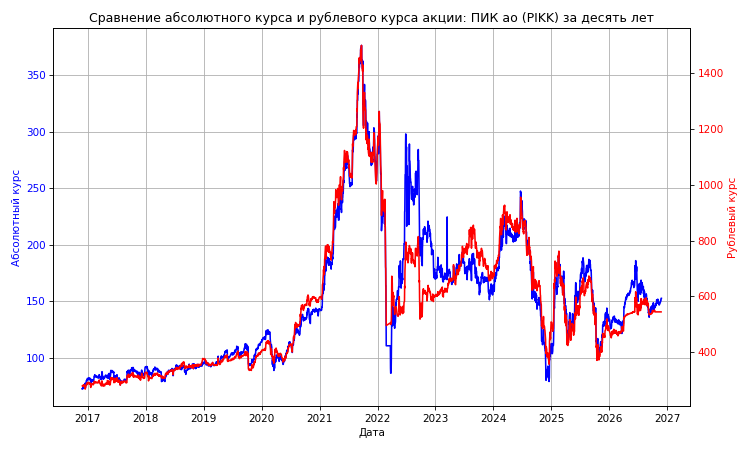 Сравнение абсолютного курса и рублевого курса акции: ПИК ао (PIKK) за десять лет
Абсолютный курс
350
300
250
200
150
100
1400
1200
1000
800
600
400
Рублевый курс
2017 2018 2019 2020 2021 2022 2023 2024 2025 2026 2027
Дата